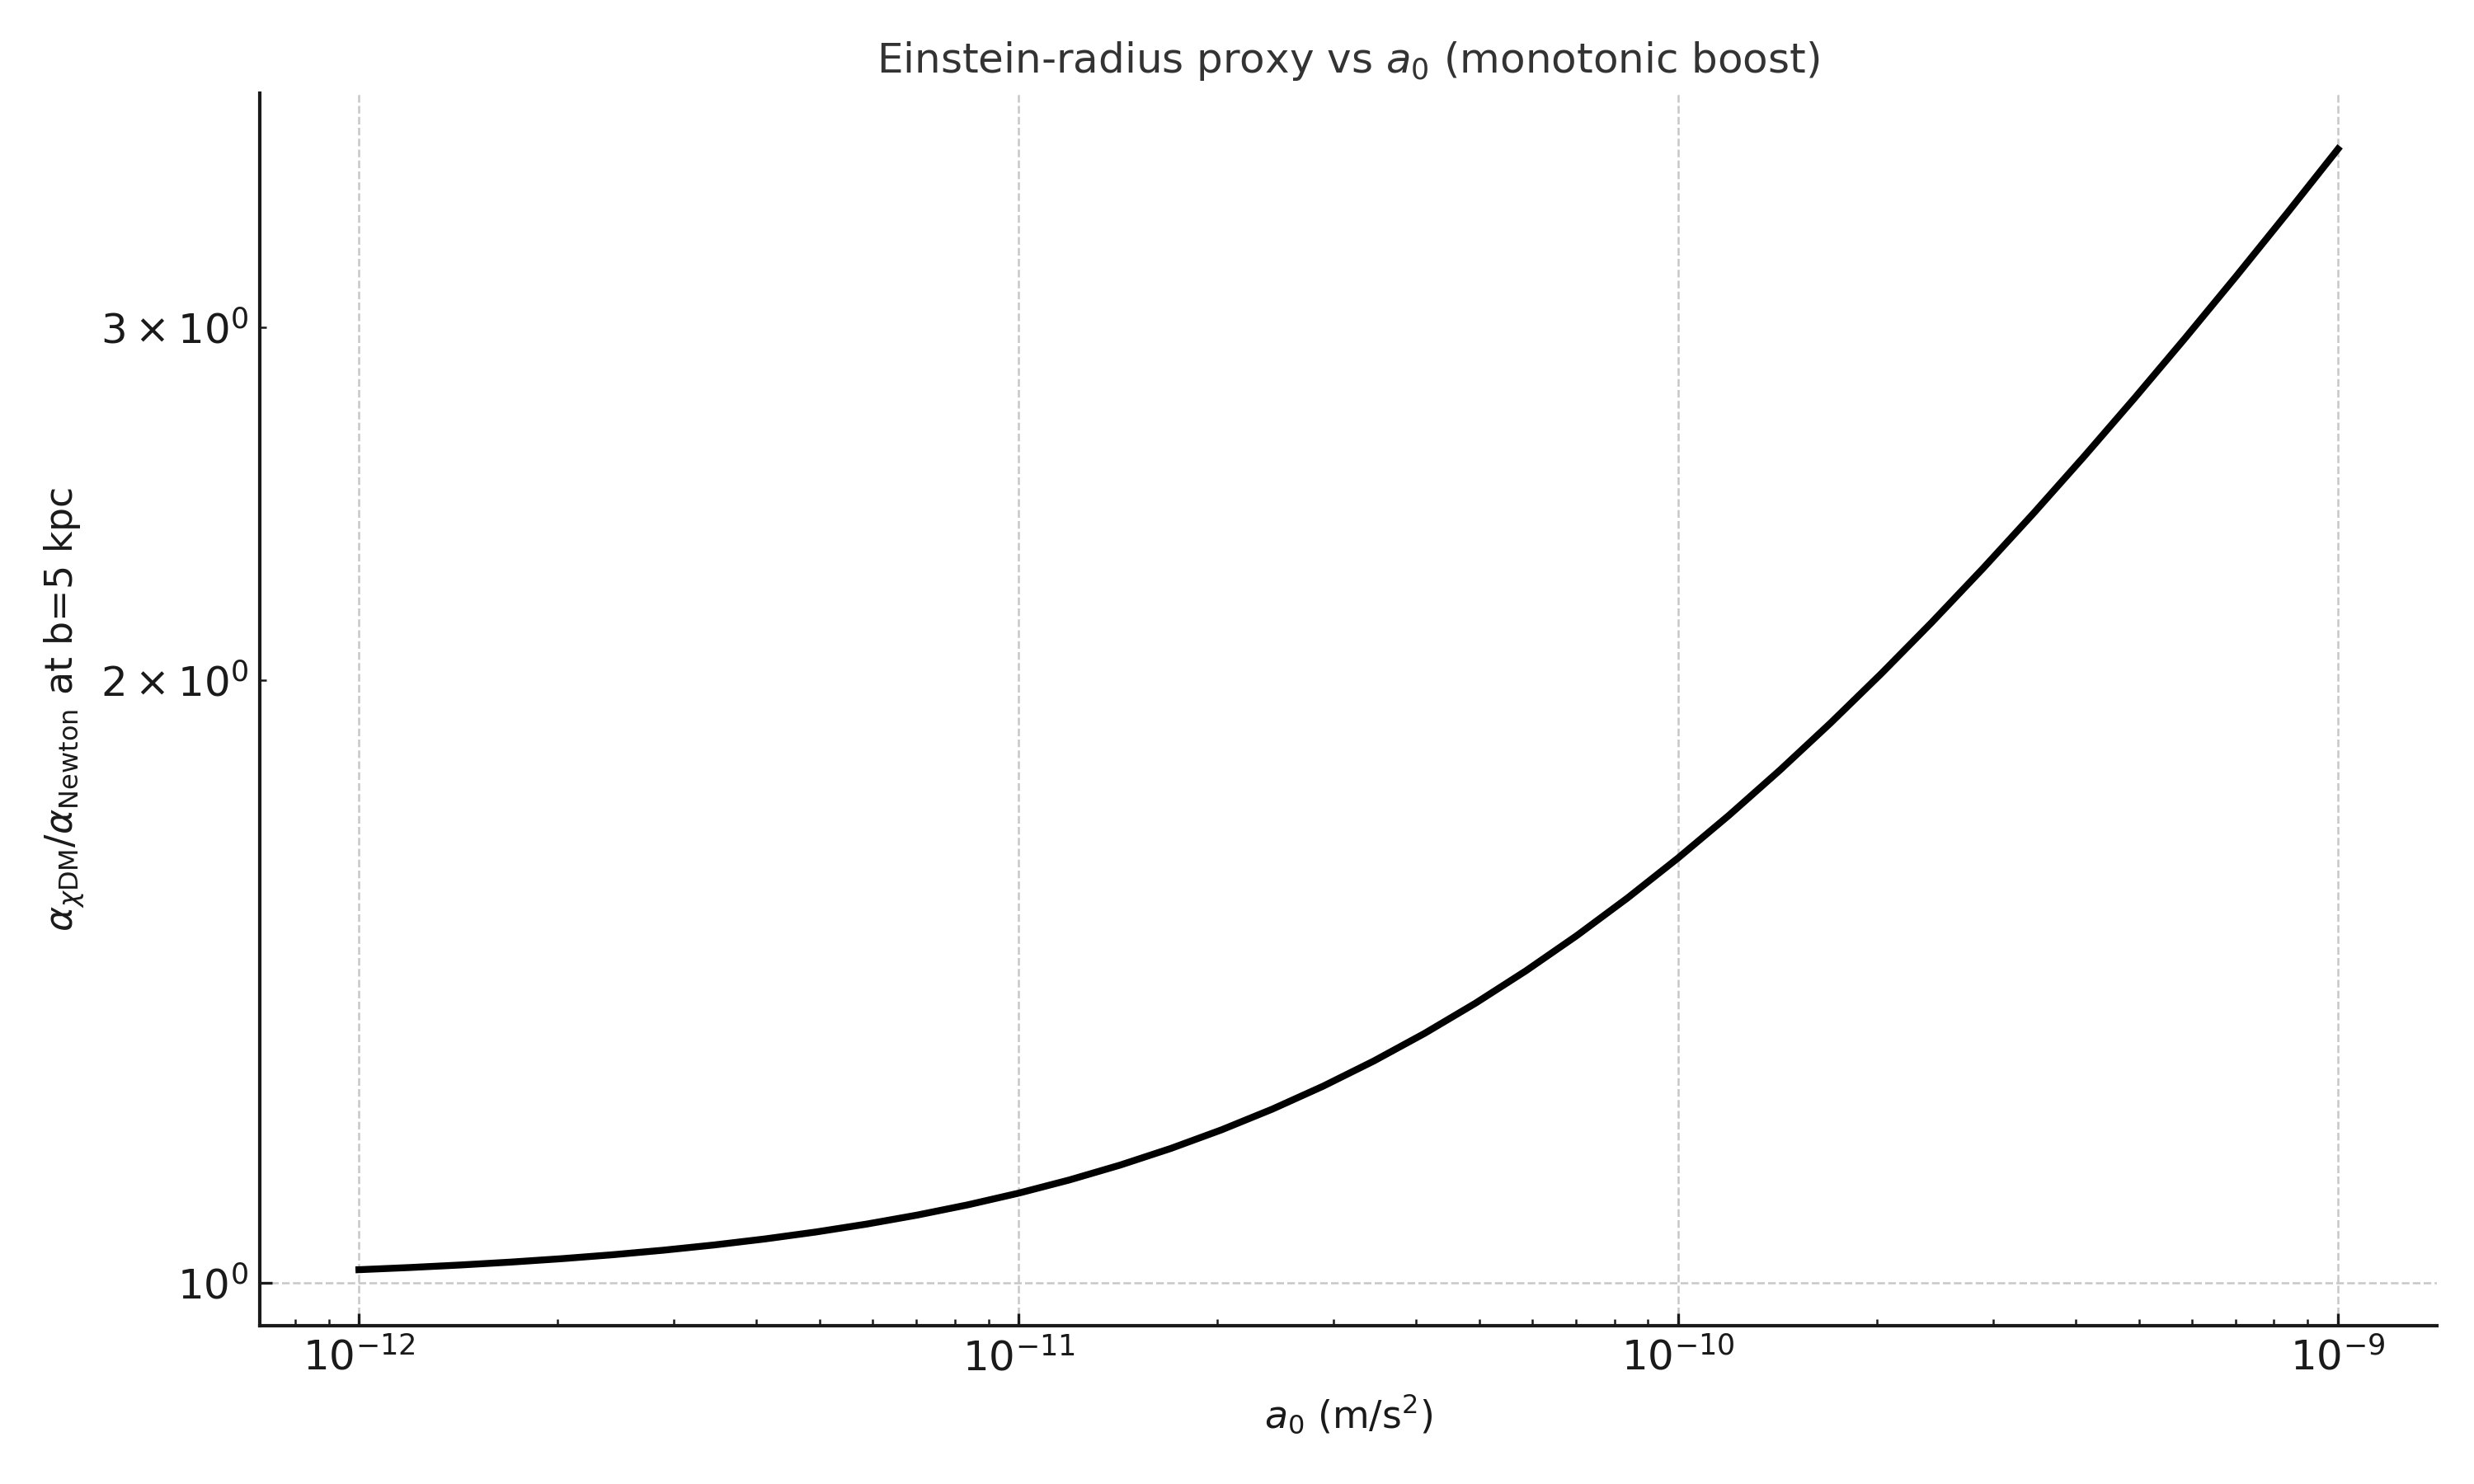 Einstein-radius proxy vs a₀ (monotonic boost)
α_χDM/α_Newton at b=5 kpc
3 × 10⁰
2 × 10⁰
10⁰
10⁻¹²
10⁻¹¹
10⁻¹⁰
10⁻⁹
a₀ (m/s²)